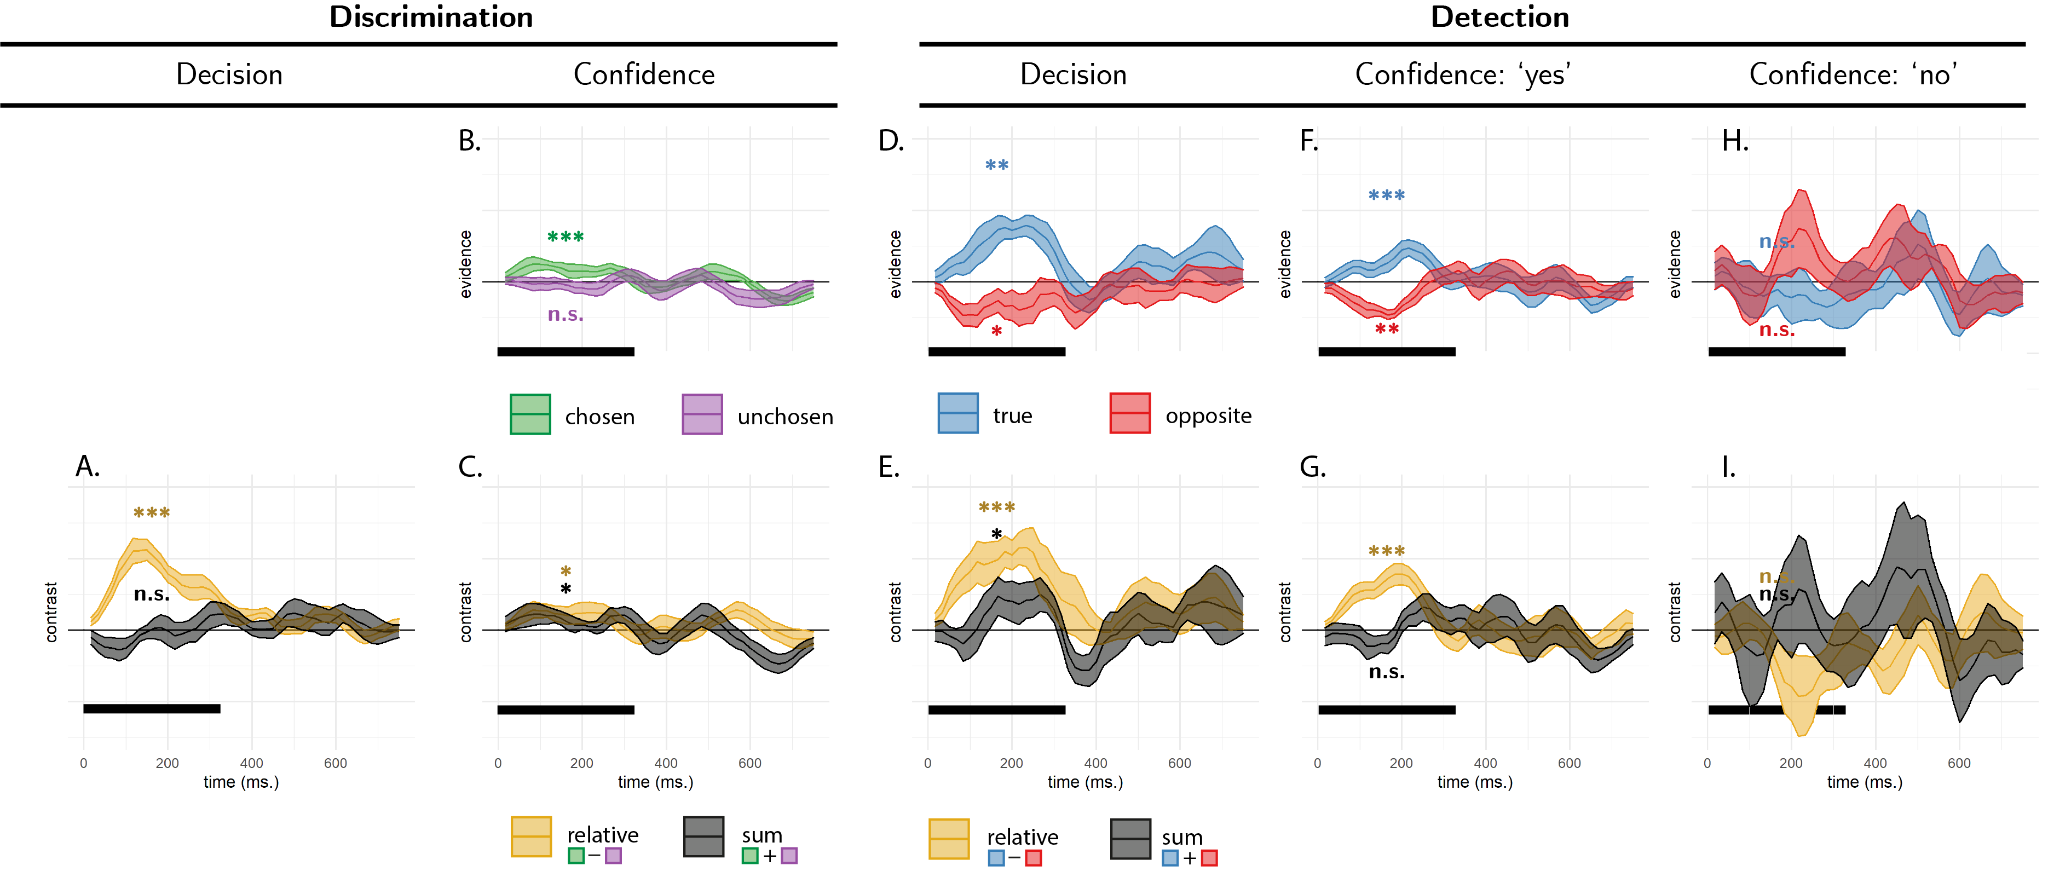 Discrimination
Detection
Decision
Confidence
Decision
Confidence: ‘yes’
Confidence: ‘no’
B.
D.
F.
H.
evidence
***
n.s.
evidence
**
*
evidence
***
**
evidence
n.s.
n.s.
chosen
unchosen
true
opposite
A.
C.
E.
G.
I.
contrast
***
n.s.
0
200
400
600
time (ms.)
contrast
*
*
0
200
400
600
time (ms.)
contrast
***
*
0
200
400
600
time (ms.)
contrast
***
n.s.
0
200
400
600
time (ms.)
contrast
n.s.
n.s.
0
200
400
600
time (ms.)
relative
−
sum
+
relative
−
sum
+